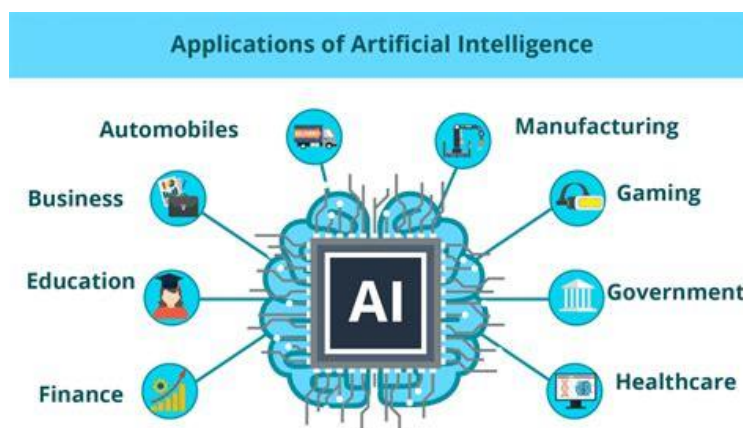 Applications of Artificial Intelligence
Automobiles
Manufacturing
Business
Gaming
Education
Government
Finance
Healthcare
AI